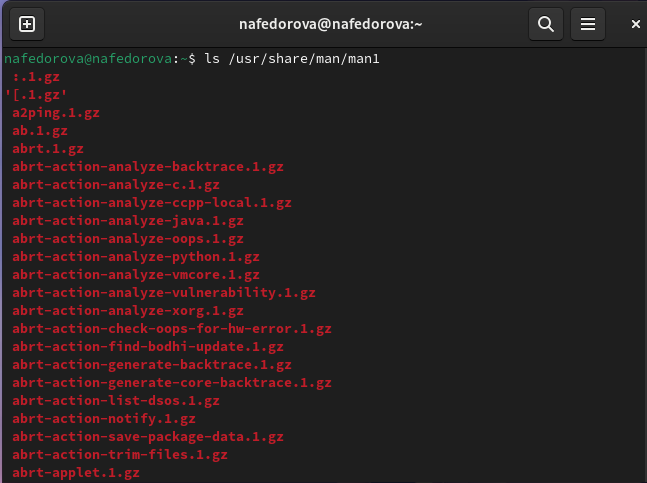 nafedorova@nafedorova:~
nafedorova@nafedorova:~$ ls /usr/share/man/man1
:.1.gz
'[.1.gz'
a2ping.1.gz
ab.1.gz
abrt.1.gz
abrt-action-analyze-backtrace.1.gz
abrt-action-analyze-c.1.gz
abrt-action-analyze-ccpp-local.1.gz
abrt-action-analyze-java.1.gz
abrt-action-analyze-oops.1.gz
abrt-action-analyze-python.1.gz
abrt-action-analyze-vmcore.1.gz
abrt-action-analyze-vulnerability.1.gz
abrt-action-analyze-xorg.1.gz
abrt-action-check-oops-for-hw-error.1.gz
abrt-action-find-bodhi-update.1.gz
abrt-action-generate-backtrace.1.gz
abrt-action-generate-core-backtrace.1.gz
abrt-action-list-dsos.1.gz
abrt-action-notify.1.gz
abrt-action-save-package-data.1.gz
abrt-action-trim-files.1.gz
abrt-applet.1.gz